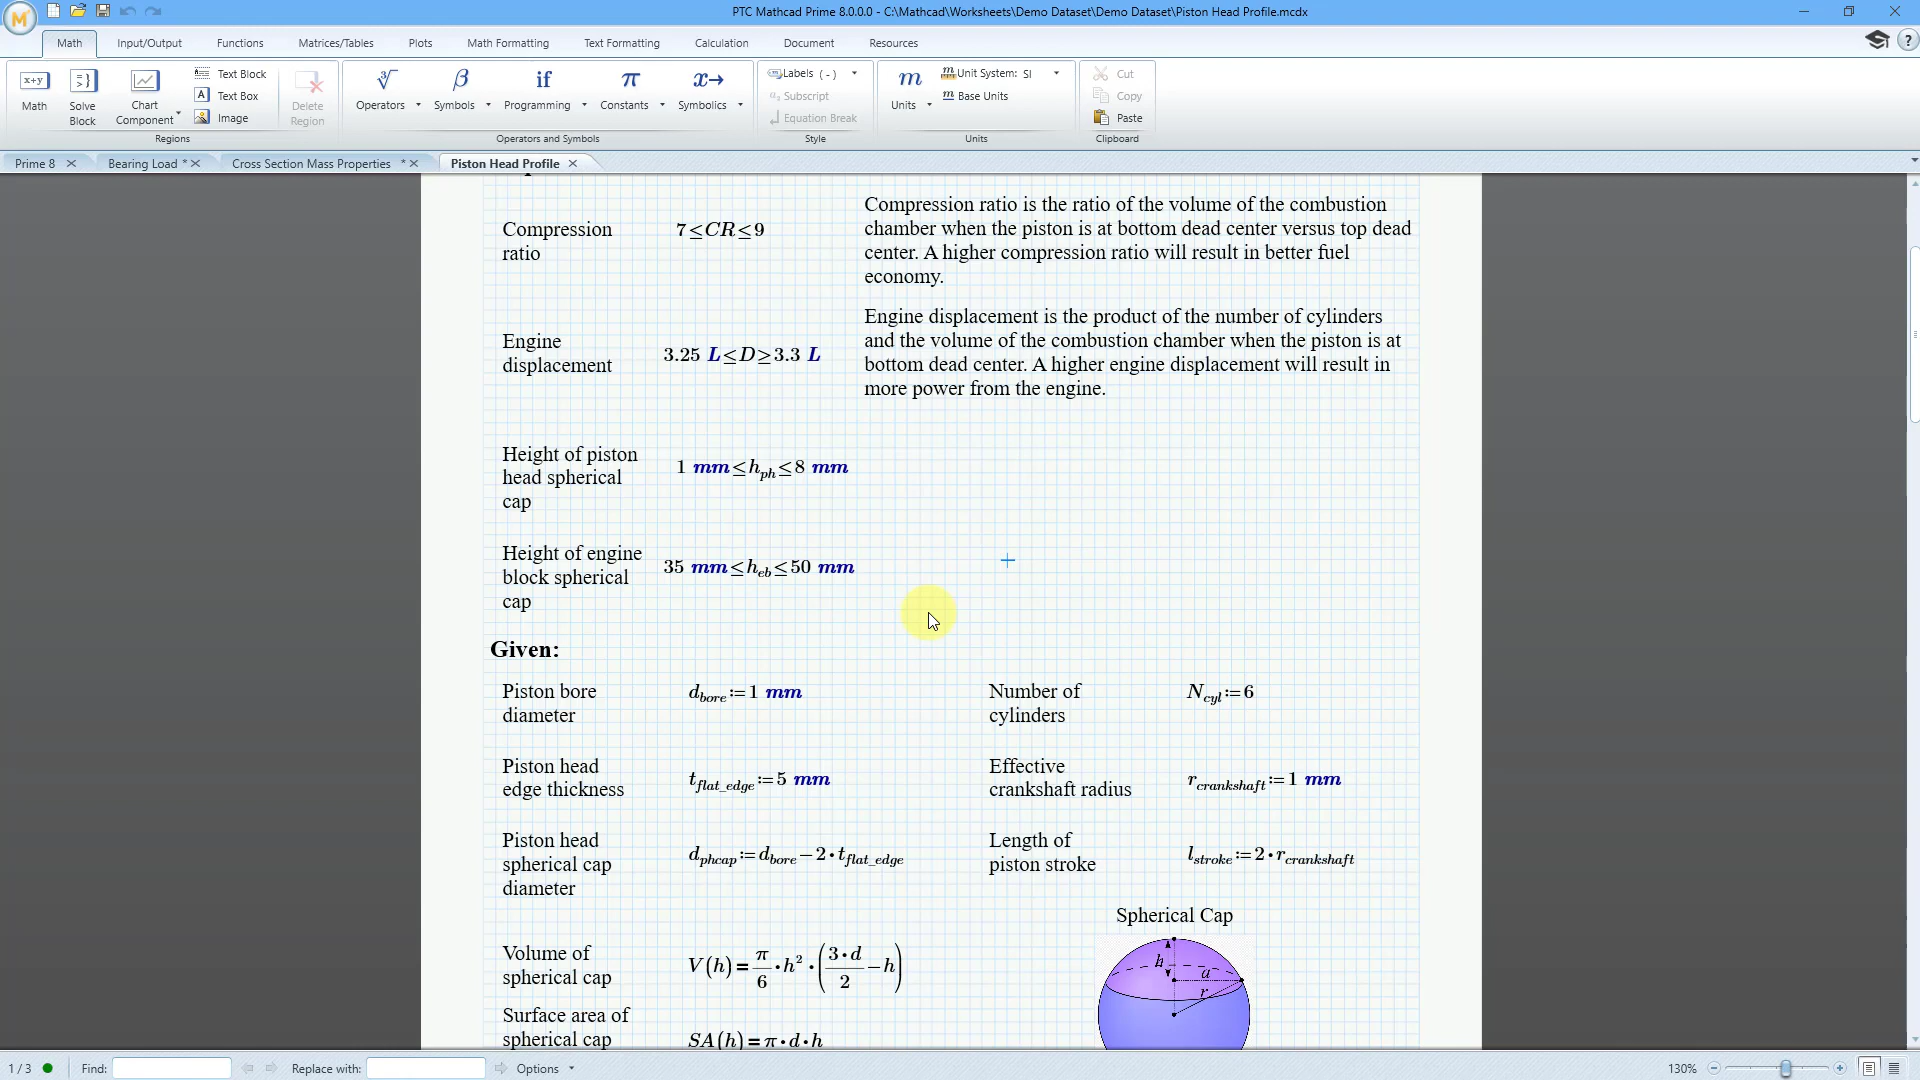 PTC Mathcad Prime 8.0.0.0 - C:\Mathcad\Worksheets\Demo Dataset\Demo Dataset\Piston Head Profile.mcdx
Math Input/Output Functions Matrices/Tables Plots Math Formatting Text Formatting Calculation Document Resources
Math
Solve Block
Chart Component
Text Block
Text Box
Image
Delete Region
Regions
Operators Symbols Programming Constants Symbolics
Operators and Symbols
Labels ( - )
Subscript
Equation Break
Style
Units
Unit System: SI
Base Units
Units
Cut
Copy
Paste
Clipboard
Prime 8 Bearing Load * Cross Section Mass Properties * Piston Head Profile
Compression
ratio
7≤CR≤9
Compression ratio is the ratio of the volume of the combustion
chamber when the piston is at bottom dead center versus top dead
center. A higher compression ratio will result in better fuel
economy.
Engine
displacement
3.25 L≤D≥3.3 L
Engine displacement is the product of the number of cylinders
and the volume of the combustion chamber when the piston is at
bottom dead center. A higher engine displacement will result in
more power from the engine.
Height of piston
head spherical
cap
1 mm≤h_ph≤8 mm
Height of engine
block spherical
cap
35 mm≤h_eb≤50 mm
Given:
Piston bore
diameter
d_bore:=1 mm
Number of
cylinders
N_cyl:=6
Piston head
edge thickness
t_flat_edge:=5 mm
Effective
crankshaft radius
r_crankshaft:=1 mm
Piston head
spherical cap
diameter
d_phcap:=d_bore−2•t_flat_edge
Length of
piston stroke
l_stroke:=2•r_crankshaft
Spherical Cap
h
a
r
Volume of
spherical cap
V(h)=π/6•h²•(3•d/2−h)
Surface area of
spherical cap
SA(h)=π•d•h
1 / 3 Find: Replace with: Options 130%